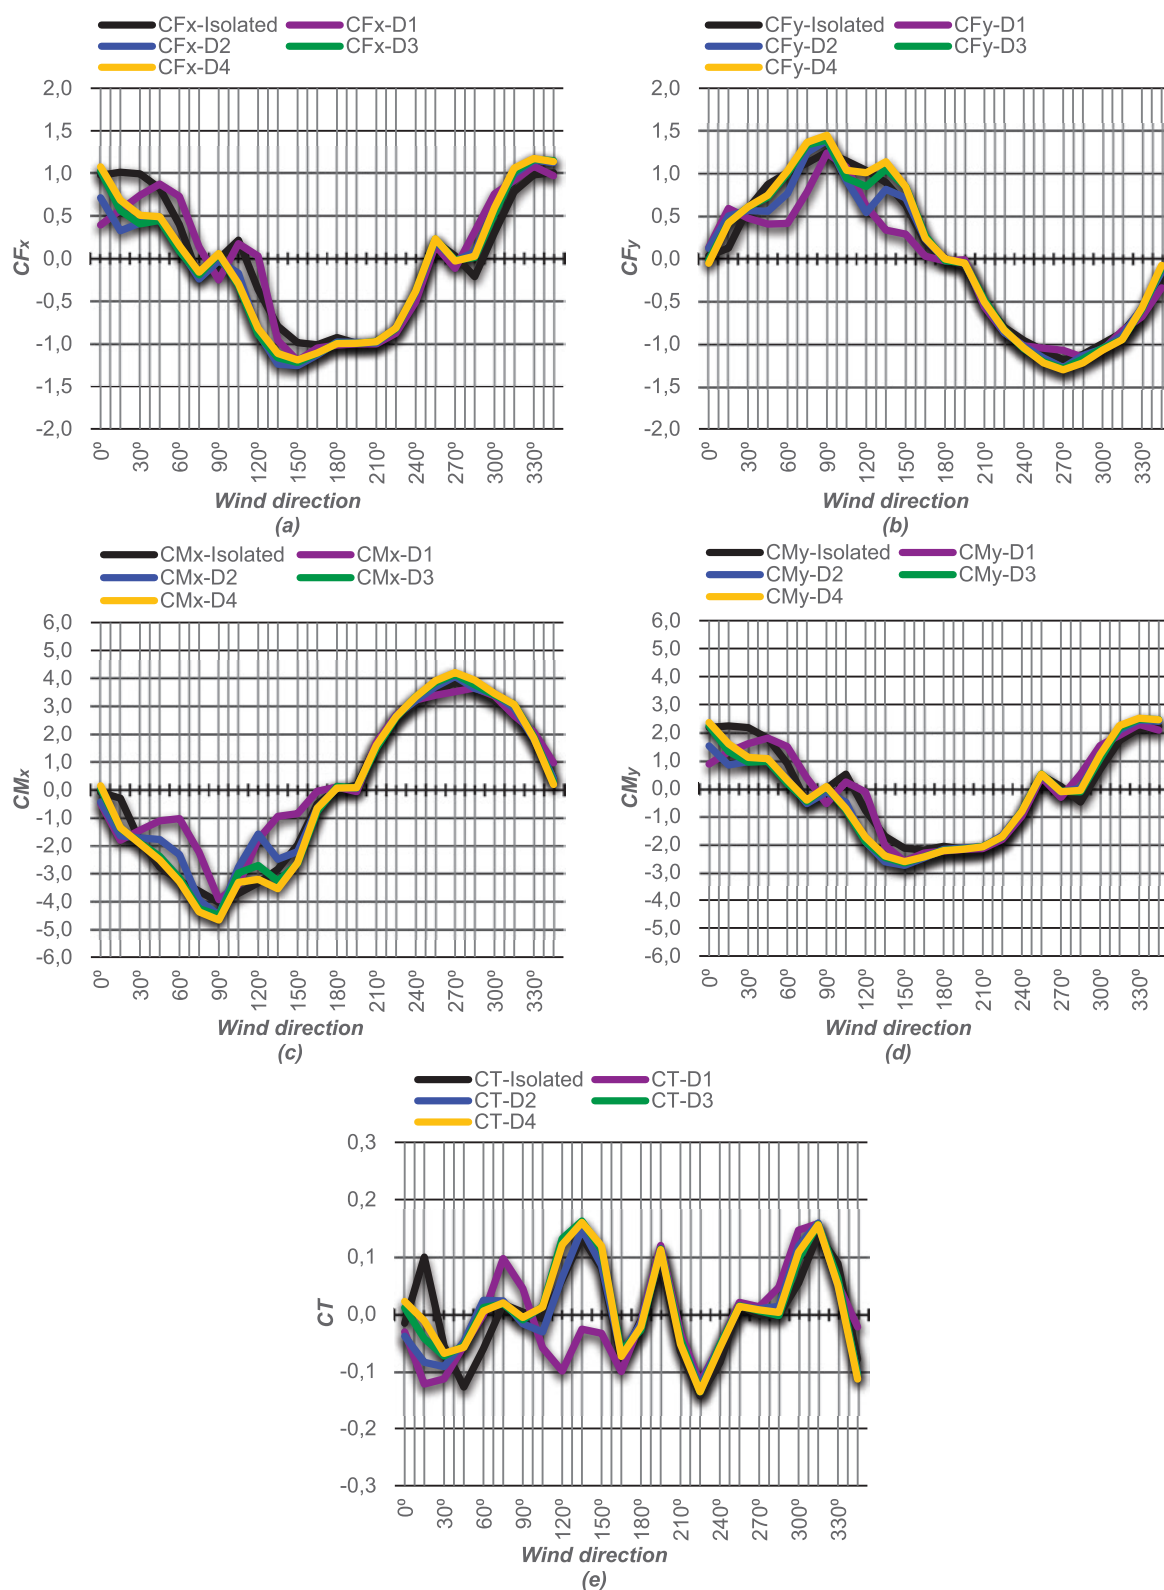 CFx-Isolated CFx-D1
CFx-D2 CFx-D3
CFx-D4
2,0
1,5
1,0
0,5
0,0
-0,5
-1,0
-1,5
-2,0
CFx
0º 30º 60º 90º 120º 150º 180º 210º 240º 270º 300º 330º
Wind direction
(a)
CFy-Isolated CFy-D1
CFy-D2 CFy-D3
CFy-D4
2,0
1,5
1,0
0,5
0,0
-0,5
-1,0
-1,5
-2,0
CFy
0º 30º 60º 90º 120º 150º 180º 210º 240º 270º 300º 330º
Wind direction
(b)
CMx-Isolated CMx-D1
CMx-D2 CMx-D3
CMx-D4
6,0
5,0
4,0
3,0
2,0
1,0
0,0
-1,0
-2,0
-3,0
-4,0
-5,0
-6,0
CMx
0º 30º 60º 90º 120º 150º 180º 210º 240º 270º 300º 330º
Wind direction
(c)
CMy-Isolated CMy-D1
CMy-D2 CMy-D3
CMy-D4
6,0
5,0
4,0
3,0
2,0
1,0
0,0
-1,0
-2,0
-3,0
-4,0
-5,0
-6,0
CMy
0º 30º 60º 90º 120º 150º 180º 210º 240º 270º 300º 330º
Wind direction
(d)
CT-Isolated CT-D1
CT-D2 CT-D3
CT-D4
0,3
0,2
0,1
0,0
-0,1
-0,2
-0,3
CT
0º 30º 60º 90º 120º 150º 180º 210º 240º 270º 300º 330º
Wind direction
(e)